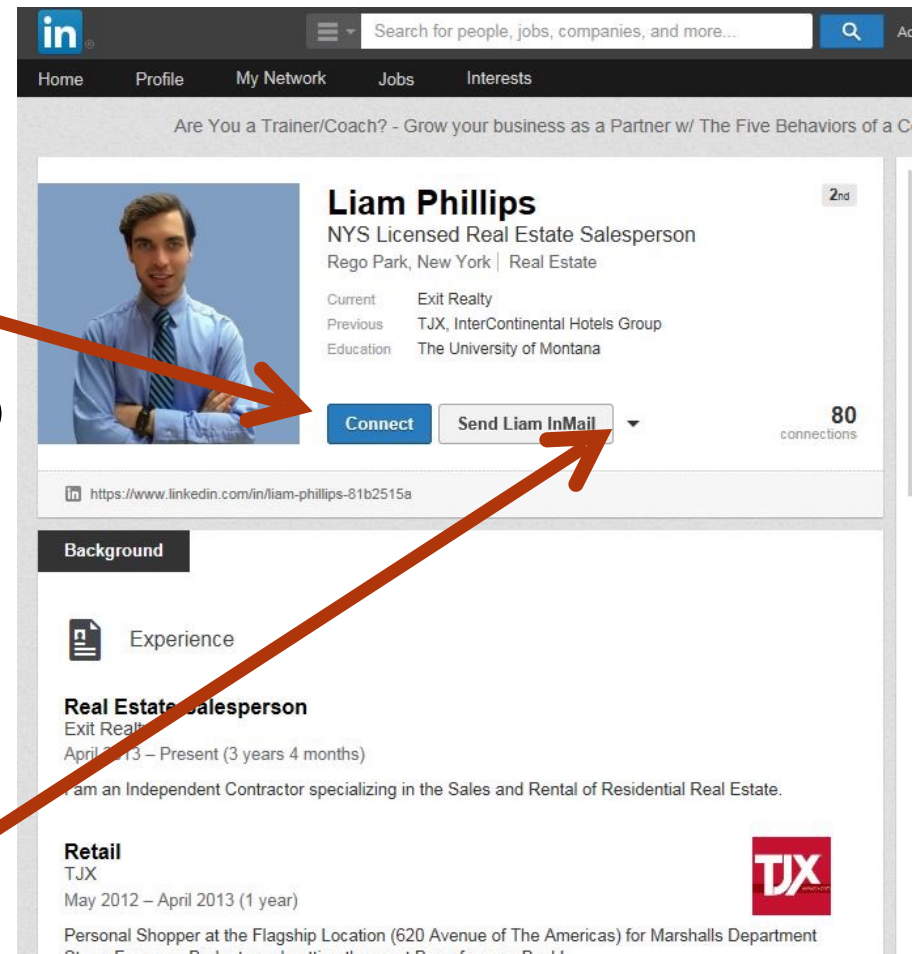 in
Search for people, jobs, companies, and more...
Home Profile My Network Jobs Interests
Are You a Trainer/Coach? - Grow your business as a Partner w/ The Five Behaviors of a
Liam Phillips
2nd
NYS Licensed Real Estate Salesperson
Rego Park, New York | Real Estate
Current Exit Realty
Previous TJX, InterContinental Hotels Group
Education The University of Montana
)
Connect Send Liam InMail
80
connections
in https://www.linkedin.com/in/liam-phillips-81b2515a
Background
Experience
Real Estate Salesperson
Exit Realty
April 2013 – Present (3 years 4 months)
I am an Independent Contractor specializing in the Sales and Rental of Residential Real Estate.
Retail
TJX
TJX
May 2012 – April 2013 (1 year)
Personal Shopper at the Flagship Location (620 Avenue of The Americas) for Marshalls Department